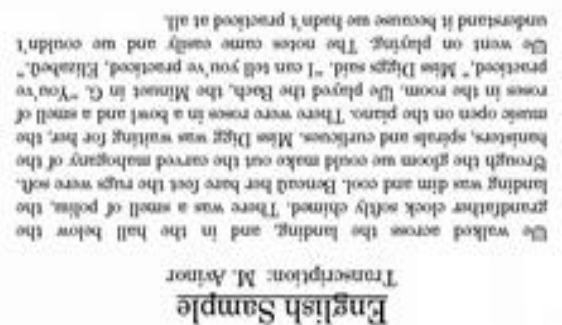 English Sample
Transcription: M. Avinor
We walked across the landing, and in the hall below the
grandfather clock softly chimed. There was a smell of polish, the
landing was dim and cool. Beneath her bare feet the rugs were soft.
Through the gloom we could make out the carved mahogany of the
banisters, spirals and curlicues. Miss Digg was waiting for her, the
music open on the piano. There were roses in a bowl and a smell of
roses in the room. We played the Bach, the Minuet in G. "You've
practiced," Miss Diggs said. "I can tell you've practiced, Elizabeth."
We went on playing. The notes came easily and we couldn't
understand it because we hadn't practiced at all.